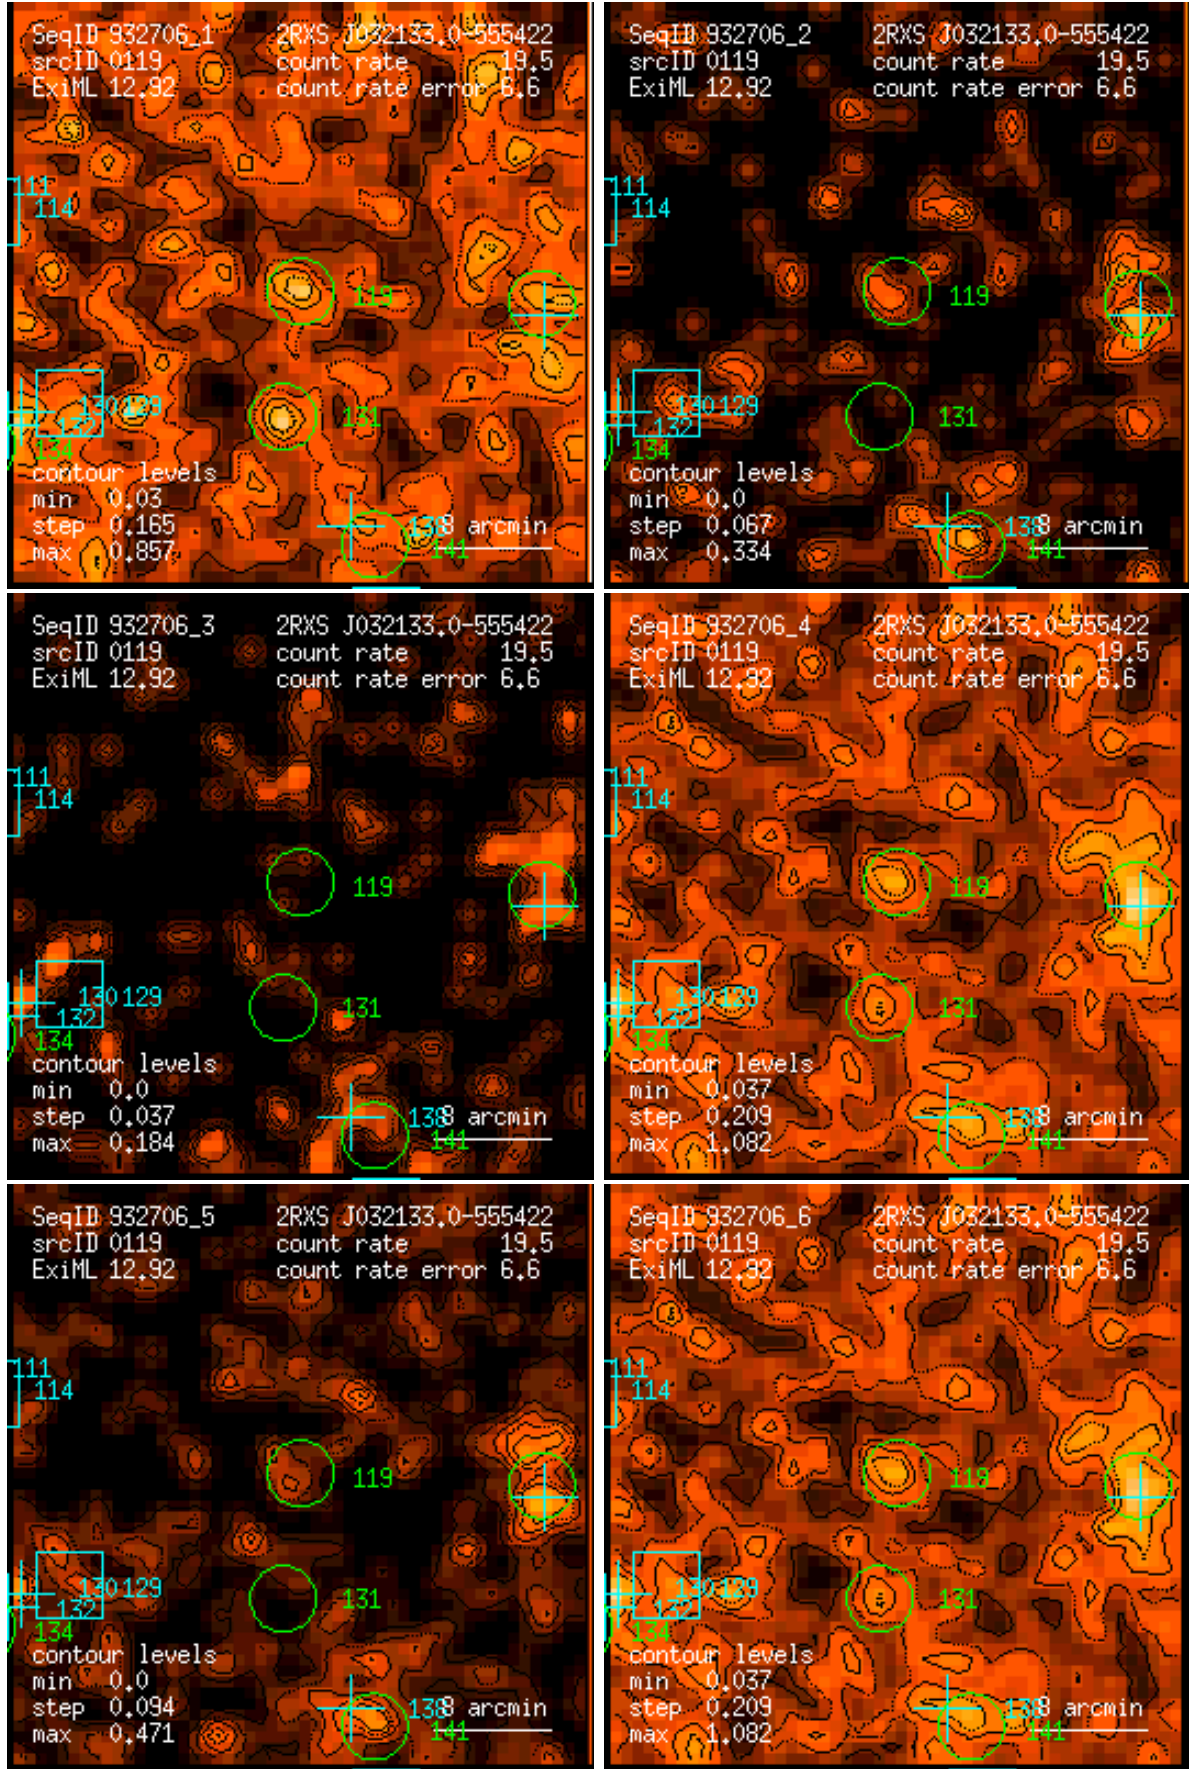 SeqID 932706_1 2RXS J032133.0-555422
srcID 0119 count rate 19.5
ExiML 12.92 count rate error 6.6
111
114
119
131
130 129
132
134
contour levels
min 0.03
step 0.165 138 8 arcmin
max 0.857 141
SeqID 932706_2 2RXS J032133.0-555422
srcID 0119 count rate 19.5
ExiML 12.92 count rate error 6.6
111
114
119
131
130 129
132
134
contour levels
min 0.0
step 0.067 138 8 arcmin
max 0.334 141
SeqID 932706_3 2RXS J032133.0-555422
srcID 0119 count rate 19.5
ExiML 12.92 count rate error 6.6
111
114
119
131
130 129
132
134
contour levels
min 0.0
step 0.037 138 8 arcmin
max 0.184 141
SeqID 932706_4 2RXS J032133.0-555422
srcID 0119 count rate 19.5
ExiML 12.92 count rate error 6.6
111
114
119
131
130 129
132
134
contour levels
min 0.037
step 0.209 138 8 arcmin
max 1.082 141
SeqID 932706_5 2RXS J032133.0-555422
srcID 0119 count rate 19.5
ExiML 12.92 count rate error 6.6
111
114
119
131
130 129
132
134
contour levels
min 0.0
step 0.094 138 8 arcmin
max 0.471 141
SeqID 932706_6 2RXS J032133.0-555422
srcID 0119 count rate 19.5
ExiML 12.92 count rate error 6.6
111
114
119
131
130 129
132
134
contour levels
min 0.037
step 0.209 138 8 arcmin
max 1.082 141